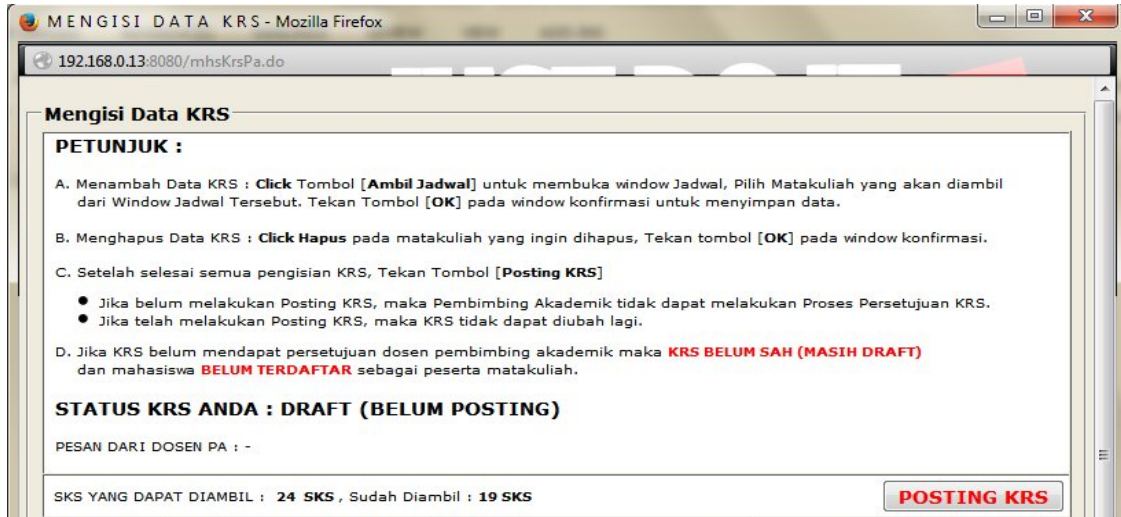 MENGISI DATA KRS - Mozilla Firefox
192.168.0.13:8080/mhsKrsPa.do
Mengisi Data KRS
PETUNJUK :
A. Menambah Data KRS : Click Tombol [Ambil Jadwal] untuk membuka window Jadwal, Pilih Matakuliah yang akan diambil
dari Window Jadwal Tersebut. Tekan Tombol [OK] pada window konfirmasi untuk menyimpan data.
B. Menghapus Data KRS : Click Hapus pada matakuliah yang ingin dihapus, Tekan tombol [OK] pada window konfirmasi.
C. Setelah selesai semua pengisian KRS, Tekan Tombol [Posting KRS]
● Jika belum melakukan Posting KRS, maka Pembimbing Akademik tidak dapat melakukan Proses Persetujuan KRS.
● Jika telah melakukan Posting KRS, maka KRS tidak dapat diubah lagi.
D. Jika KRS belum mendapat persetujuan dosen pembimbing akademik maka KRS BELUM SAH (MASIH DRAFT)
dan mahasiswa BELUM TERDAFTAR sebagai peserta matakuliah.
STATUS KRS ANDA : DRAFT (BELUM POSTING)
PESAN DARI DOSEN PA : -
SKS YANG DAPAT DIAMBIL : 24 SKS , Sudah Diambil : 19 SKS
POSTING KRS